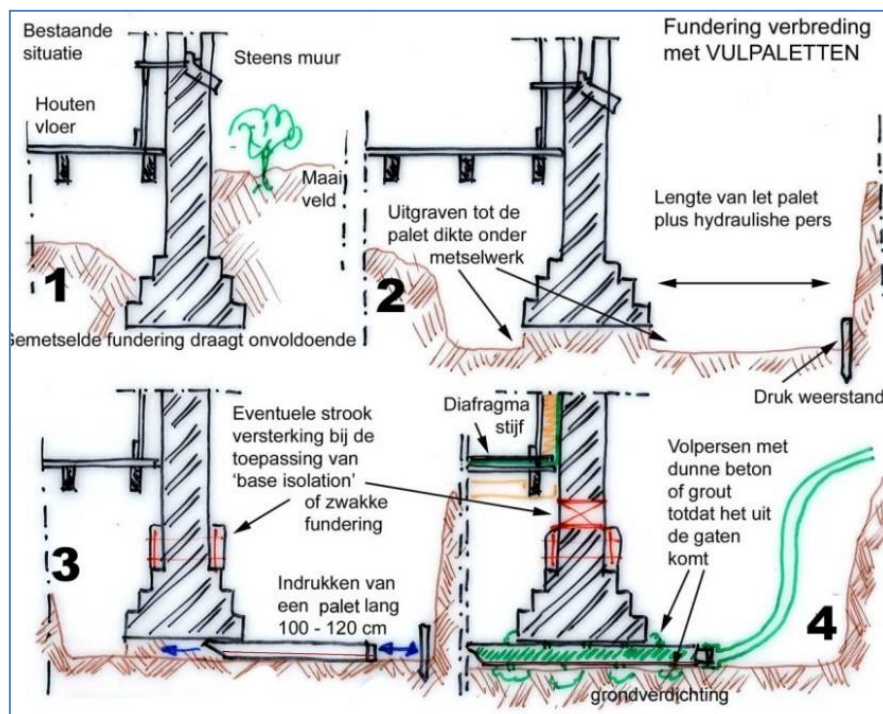 Bestaande
situatie
Steens muur
Houten
vloer
Maai
veld
1
Gemetselde fundering draagt onvoldoende
Fundering verbreding
met VULPALETTEN
Uitgraven tot de
palet dikte onder
metselwerk
Lengte van let palet
plus hydraulishe pers
2
Druk weerstand
Eventuele strook
versterking bij de
toepassing van
'base isolation'
of zwakke
fundering
3
Indrukken van
een palet lang
100 - 120 cm
Diafragma
stijf
Volpersen met
dunne beton
of grout
totdat het uit
de gaten
komt
4
grondverdichting